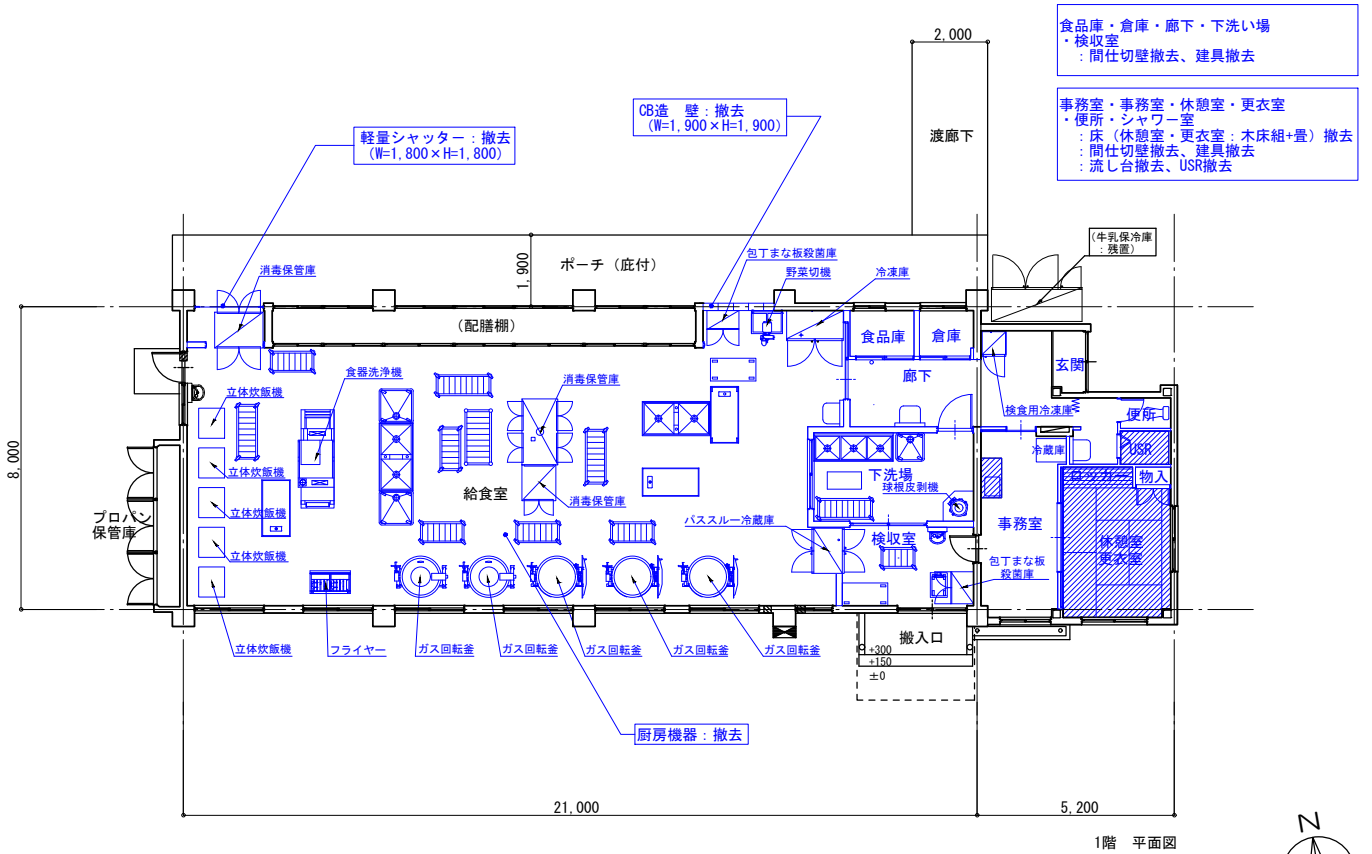 食品庫・倉庫・廊下・下洗い場
・検収室
：間仕切壁撤去、建具撤去
事務室・事務室・休憩室・更衣室
・便所・シャワー室
：床（休憩室・更衣室：木床組+畳）撤去
：間仕切壁撤去、建具撤去
：流し台撤去、USR撤去
2,000
渡廊下
CB造　壁：撤去
（W=1,900×H=1,900）
軽量シャッター：撤去
（W=1,800×H=1,800）
（牛乳保冷庫
：残置）
1,900
ポーチ（庇付）
消毒保管庫
包丁まな板殺菌庫
野菜切機
冷凍庫
（配膳棚）
食品庫
倉庫
玄関
廊下
検食用冷凍庫
便所
USR
冷蔵庫
ロッカー
物入
立体炊飯機
食器洗浄機
消毒保管庫
8,000
立体炊飯機
給食室
消毒保管庫
下洗場
球根皮剥機
事務室
プロパン
保管庫
立体炊飯機
立体炊飯機
パススルー冷蔵庫
検収室
包丁まな板
殺菌庫
休憩室
更衣室
立体炊飯機
フライヤー
ガス回転釜
ガス回転釜
ガス回転釜
ガス回転釜
ガス回転釜
搬入口
+300
+150
±0
厨房機器：撤去
21,000
5,200
1階　平面図
N